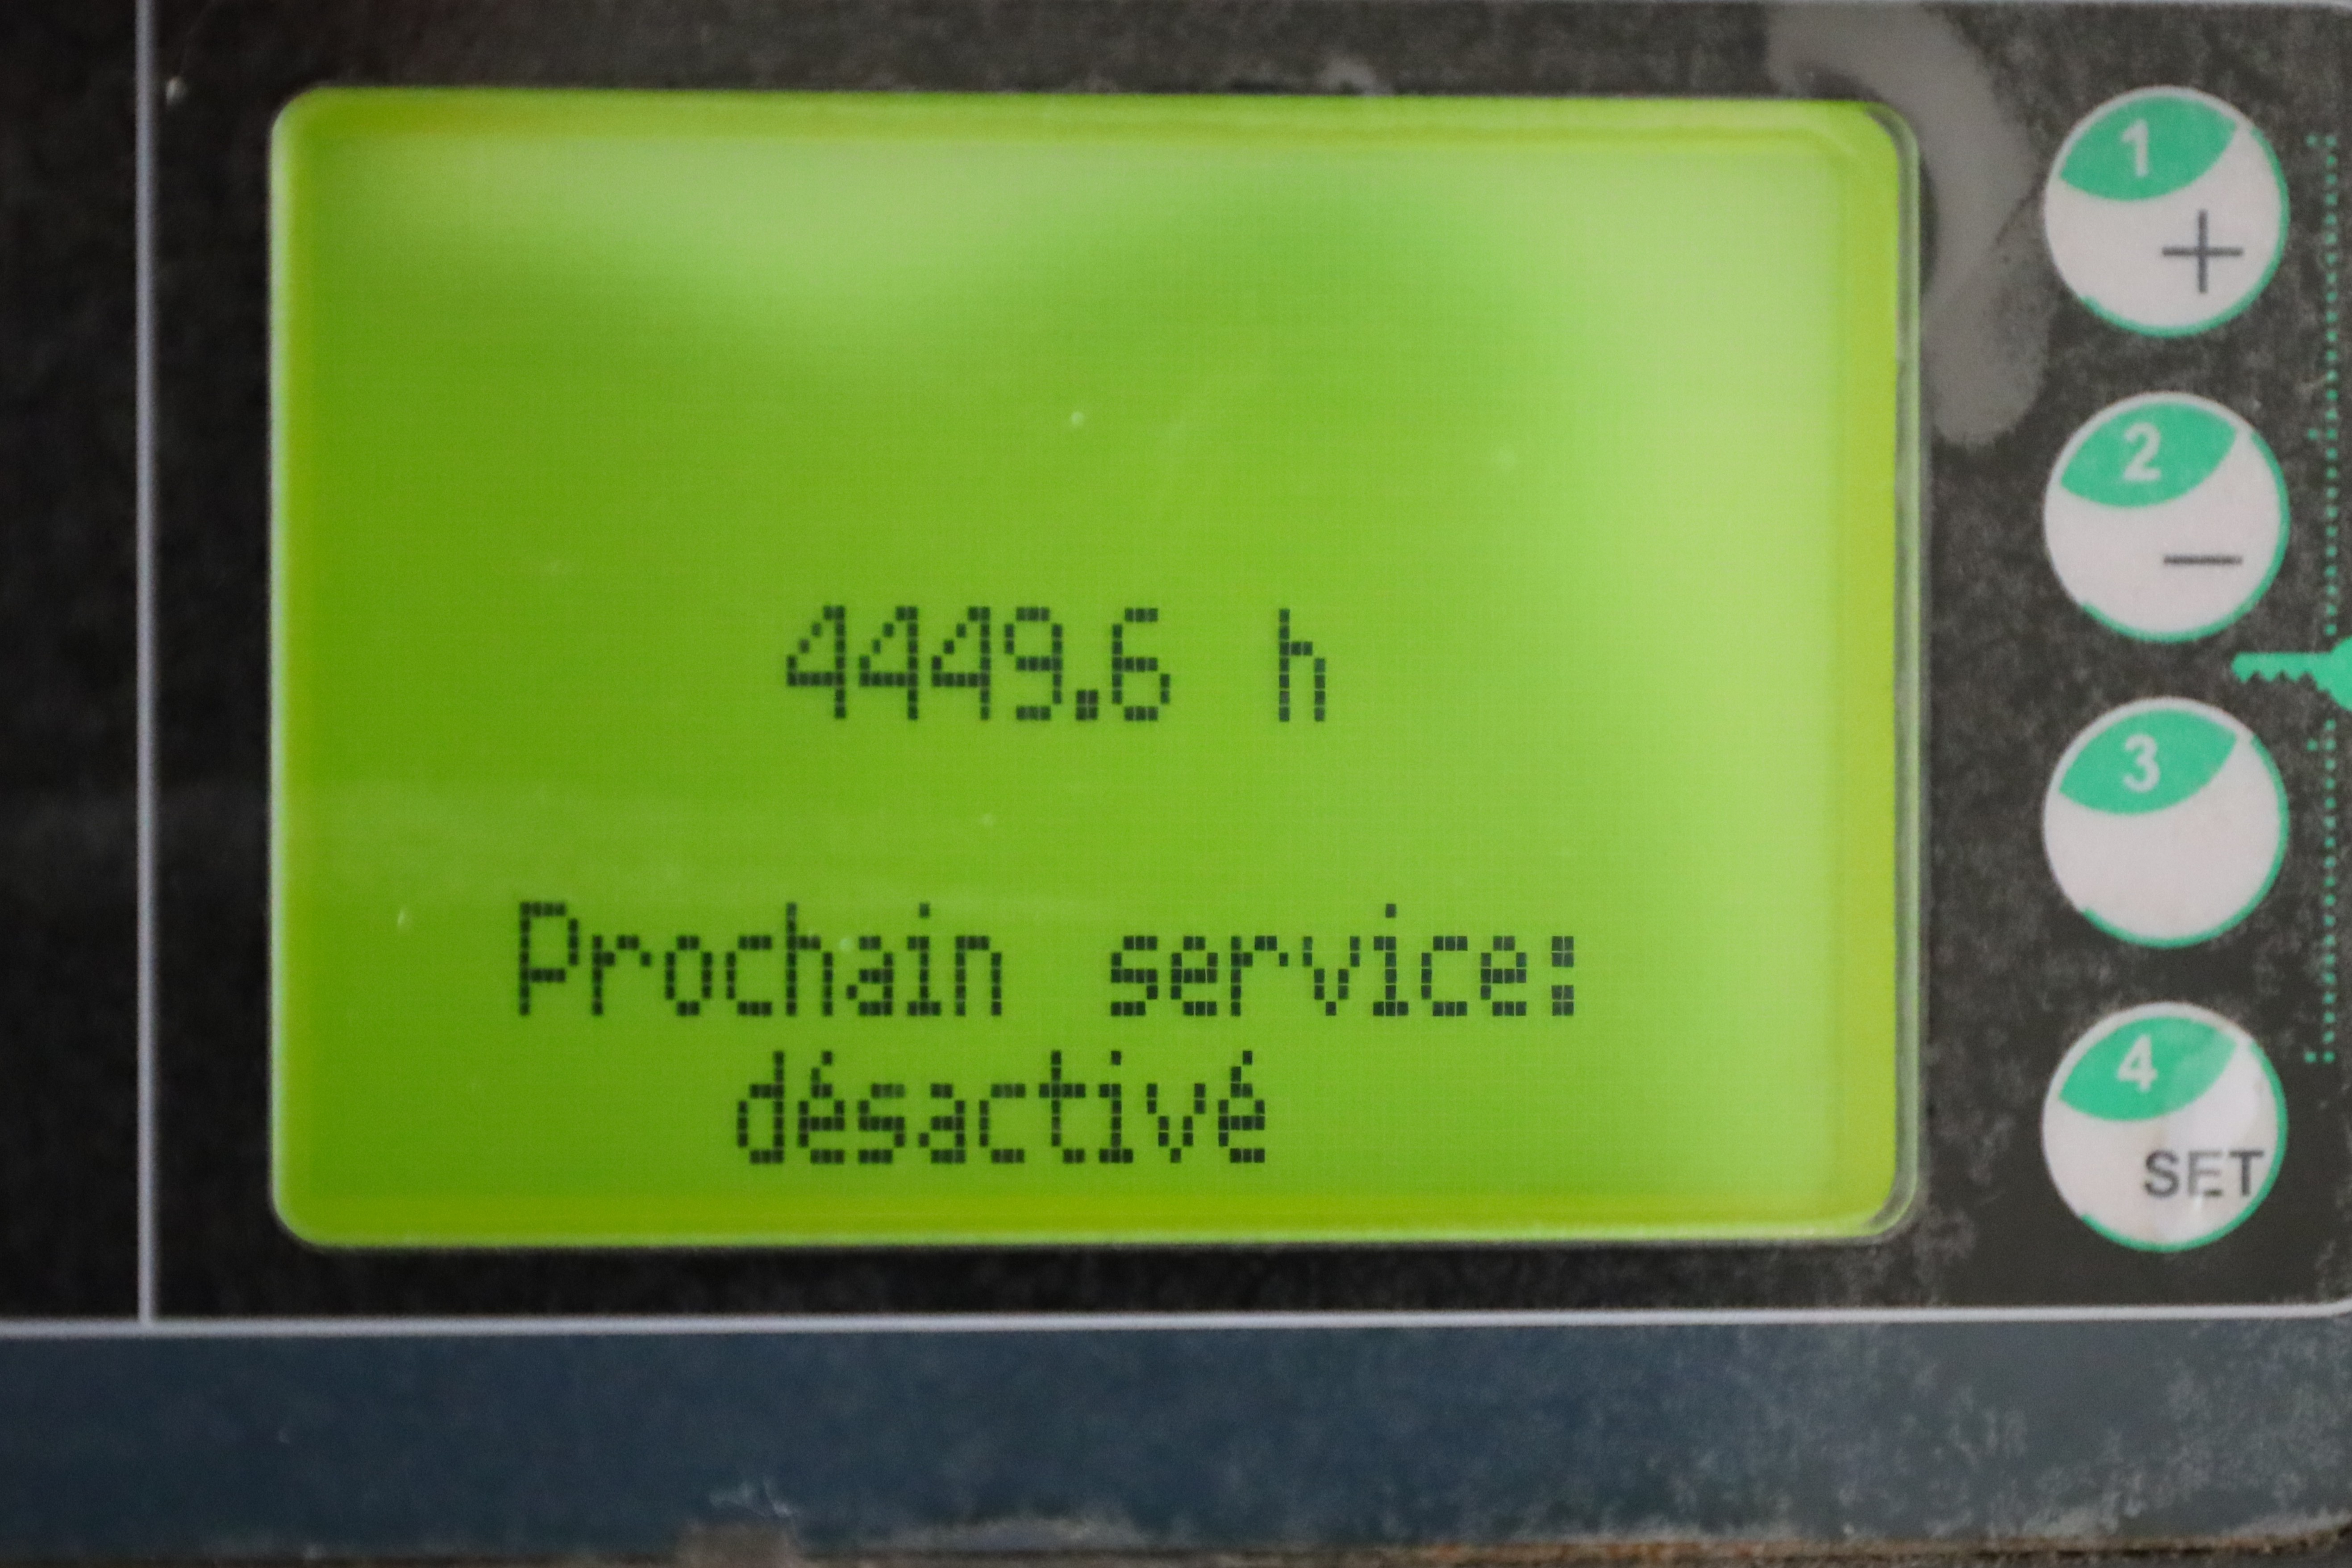 4449.6 h
Prochain service:
désactivé
1
+
2
−
3
4
SET